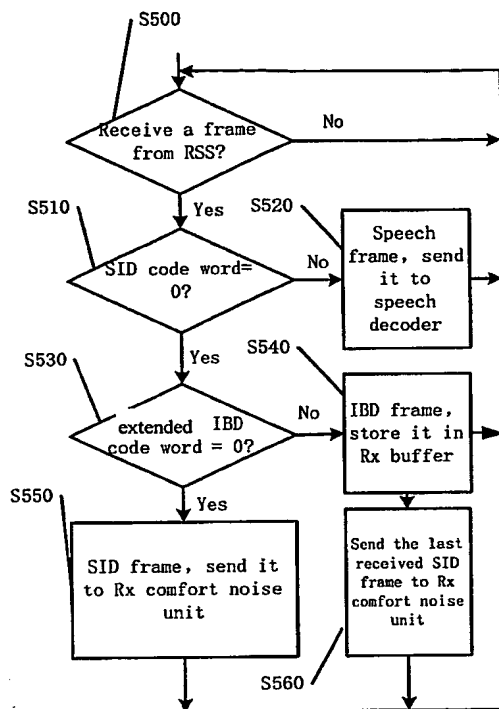 S500
Receive a frame
from RSS?
No
Yes
S510
SID code word=
0?
No
S520
Speech
frame, send
it to
speech
decoder
Yes
S530
extended IBD
code word = 0?
No
S540
IBD frame,
store it in
Rx buffer
Yes
S550
SID frame, send it
to Rx comfort noise
unit
Send the last
received SID
frame to Rx
comfort noise
unit
S560